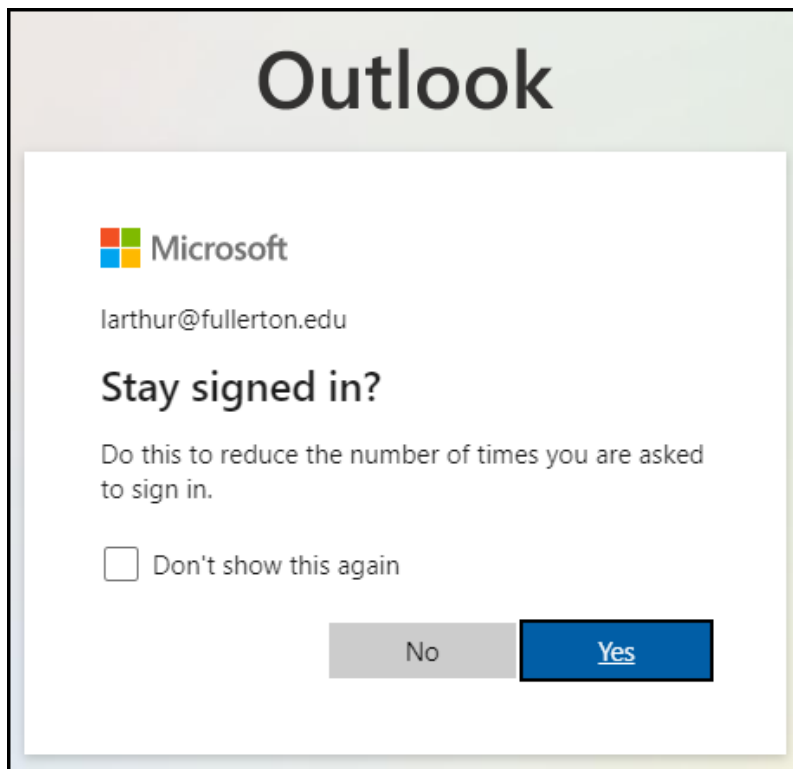 Outlook
Microsoft
larthur@fullerton.edu
Stay signed in?
Do this to reduce the number of times you are asked
to sign in.
Don't show this again
No
Yes